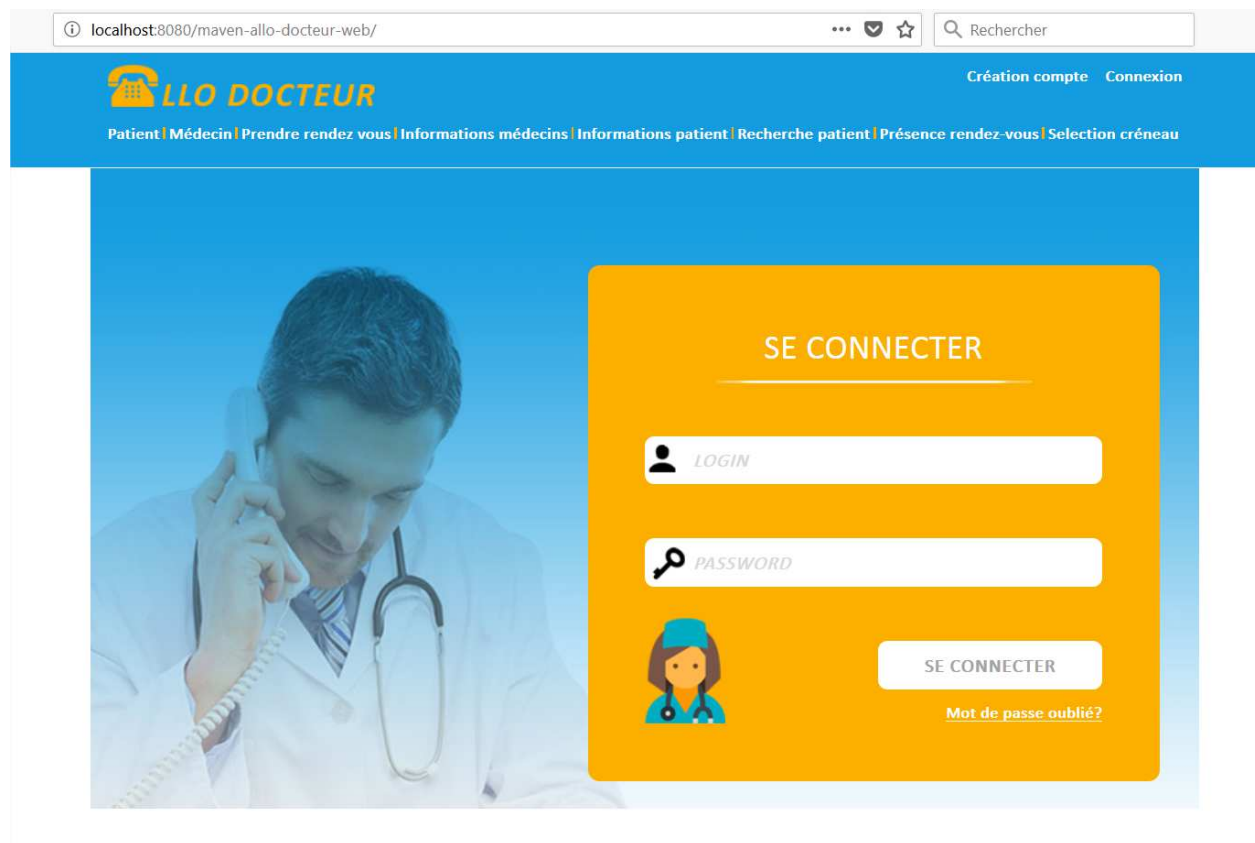 localhost:8080/maven-allo-docteur-web/
Rechercher
LLO DOCTEUR
Création compte Connexion
Patient Médecin Prendre rendez vous Informations médecins Informations patient Recherche patient Présence rendez-vous Selection créneau
SE CONNECTER
LOGIN
PASSWORD
SE CONNECTER
Mot de passe oublié?